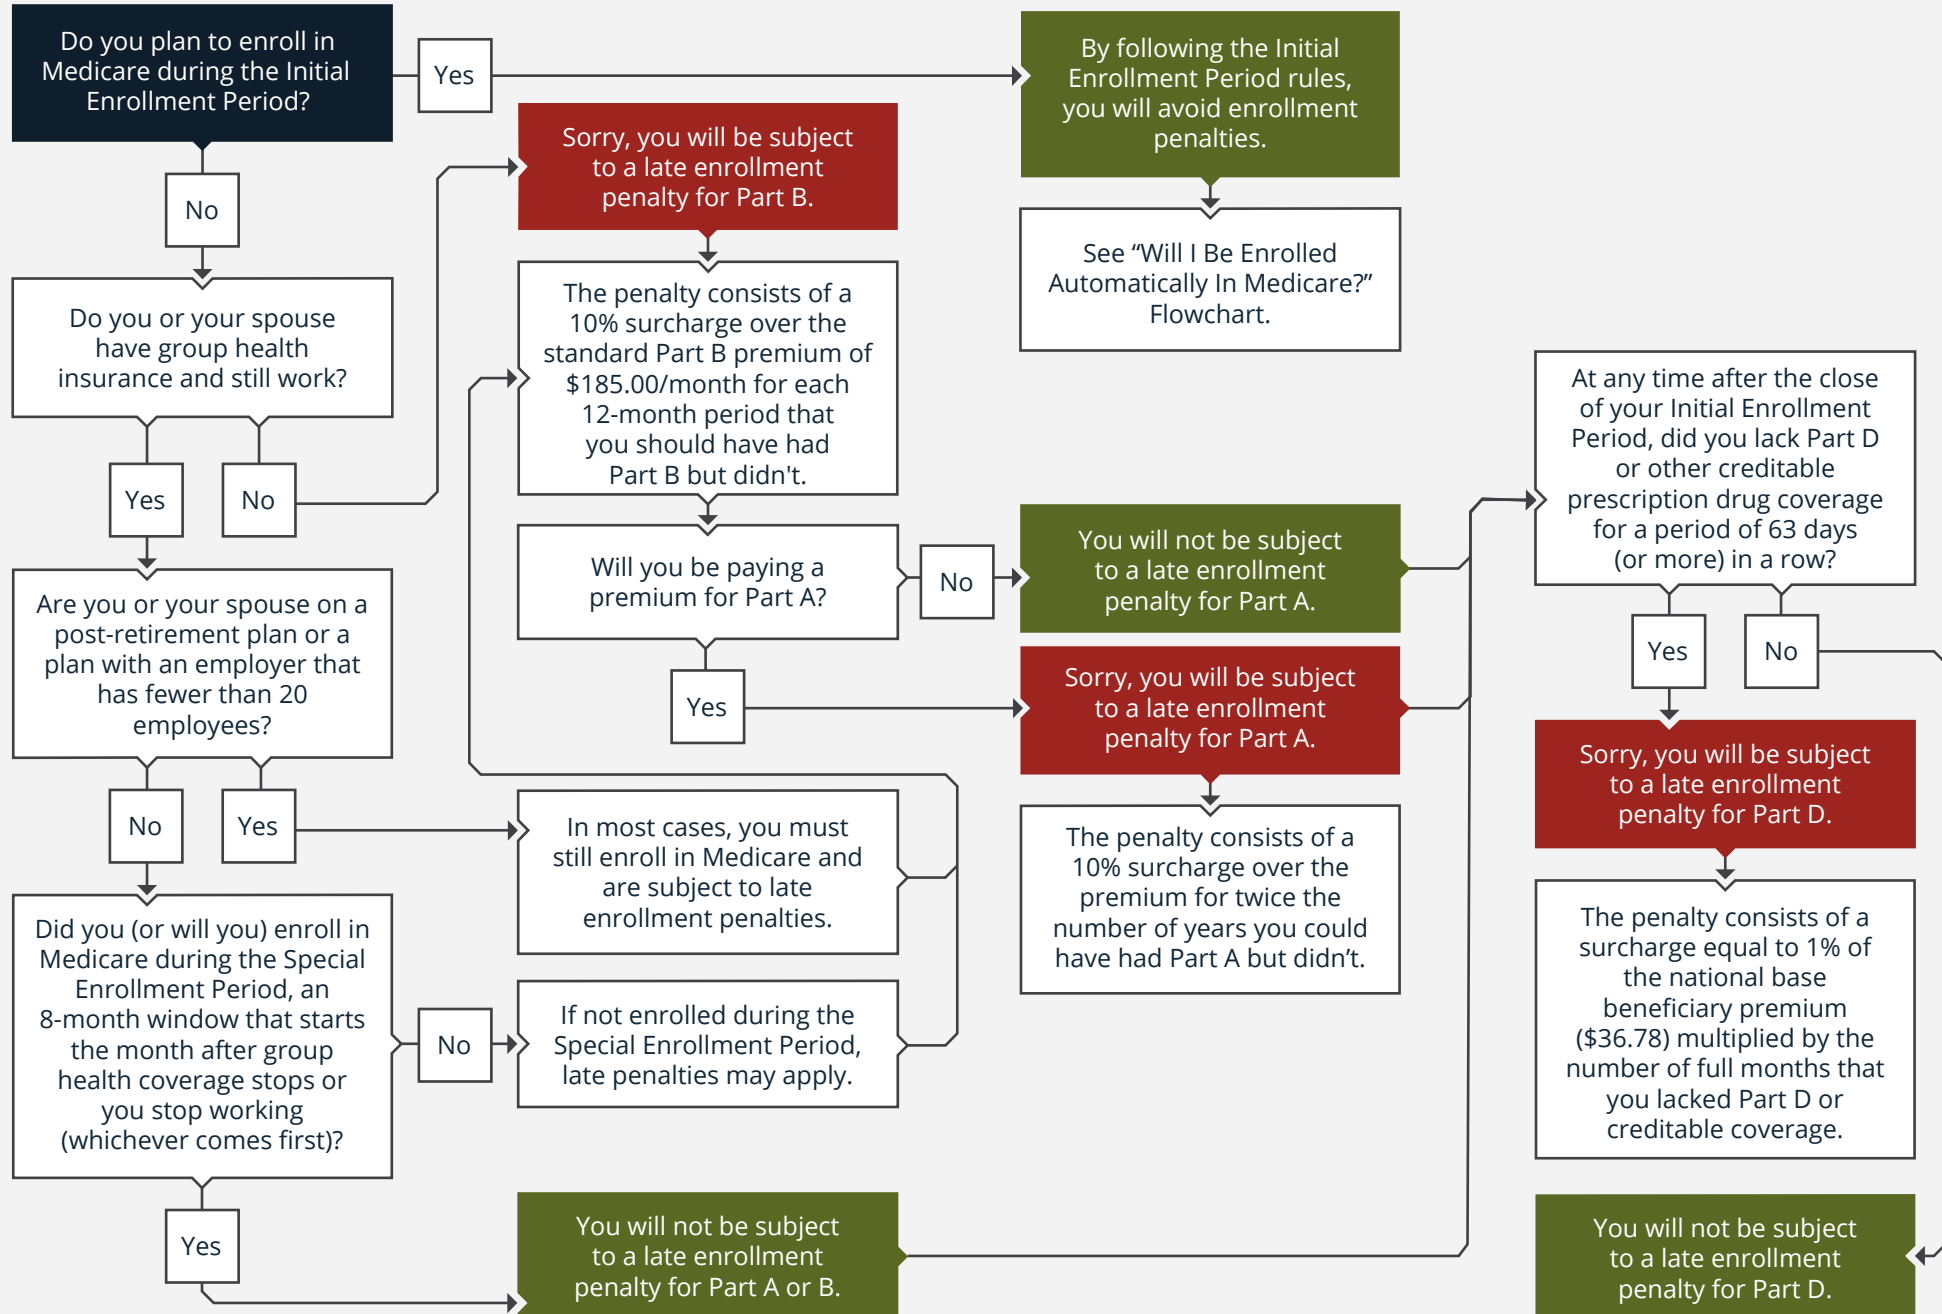 Do you plan to enroll in
Medicare during the Initial
Enrollment Period?
Yes
By following the Initial
Enrollment Period rules,
you will avoid enrollment
penalties.
See “Will I Be Enrolled
Automatically In Medicare?”
Flowchart.
No
Do you or your spouse
have group health
insurance and still work?
Yes
No
Sorry, you will be subject
to a late enrollment
penalty for Part B.
The penalty consists of a
10% surcharge over the
standard Part B premium of
$185.00/month for each
12-month period that
you should have had
Part B but didn't.
Will you be paying a
premium for Part A?
No
You will not be subject
to a late enrollment
penalty for Part A.
Yes
Sorry, you will be subject
to a late enrollment
penalty for Part A.
The penalty consists of a
10% surcharge over the
premium for twice the
number of years you could
have had Part A but didn’t.
Are you or your spouse on a
post-retirement plan or a
plan with an employer that
has fewer than 20
employees?
No
Yes
In most cases, you must
still enroll in Medicare and
are subject to late
enrollment penalties.
Did you (or will you) enroll in
Medicare during the Special
Enrollment Period, an
8-month window that starts
the month after group
health coverage stops or
you stop working
(whichever comes first)?
No
If not enrolled during the
Special Enrollment Period,
late penalties may apply.
Yes
You will not be subject
to a late enrollment
penalty for Part A or B.
At any time after the close
of your Initial Enrollment
Period, did you lack Part D
or other creditable
prescription drug coverage
for a period of 63 days
(or more) in a row?
Yes
No
Sorry, you will be subject
to a late enrollment
penalty for Part D.
The penalty consists of a
surcharge equal to 1% of
the national base
beneficiary premium
($36.78) multiplied by the
number of full months that
you lacked Part D or
creditable coverage.
You will not be subject
to a late enrollment
penalty for Part D.